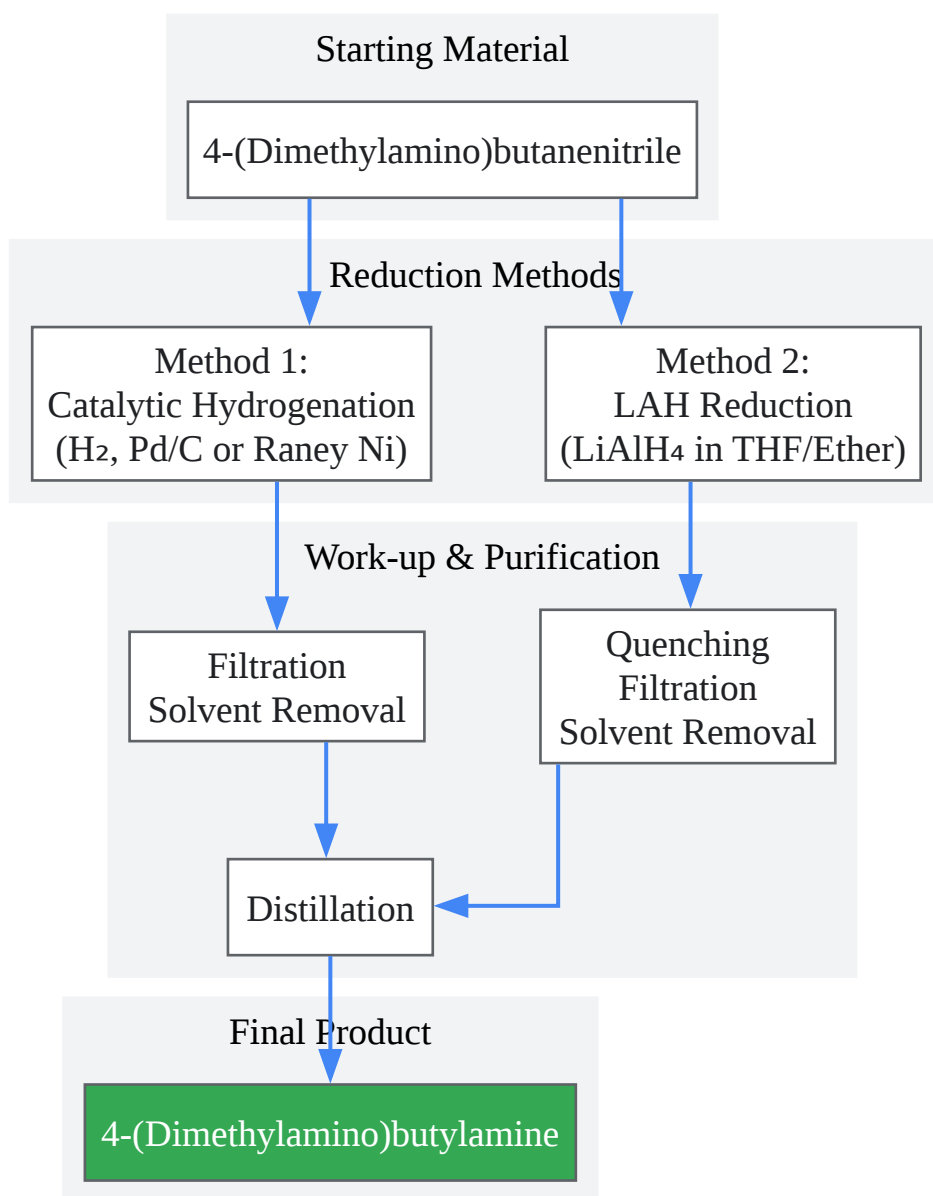 Starting Material
4-(Dimethylamino)butanenitrile
Reduction Methods
Method 1:
Catalytic Hydrogenation
(H₂, Pd/C or Raney Ni)
Method 2:
LAH Reduction
(LiAlH₄ in THF/Ether)
Work-up & Purification
Filtration
Solvent Removal
Quenching
Filtration
Solvent Removal
Distillation
Final Product
4-(Dimethylamino)butylamine